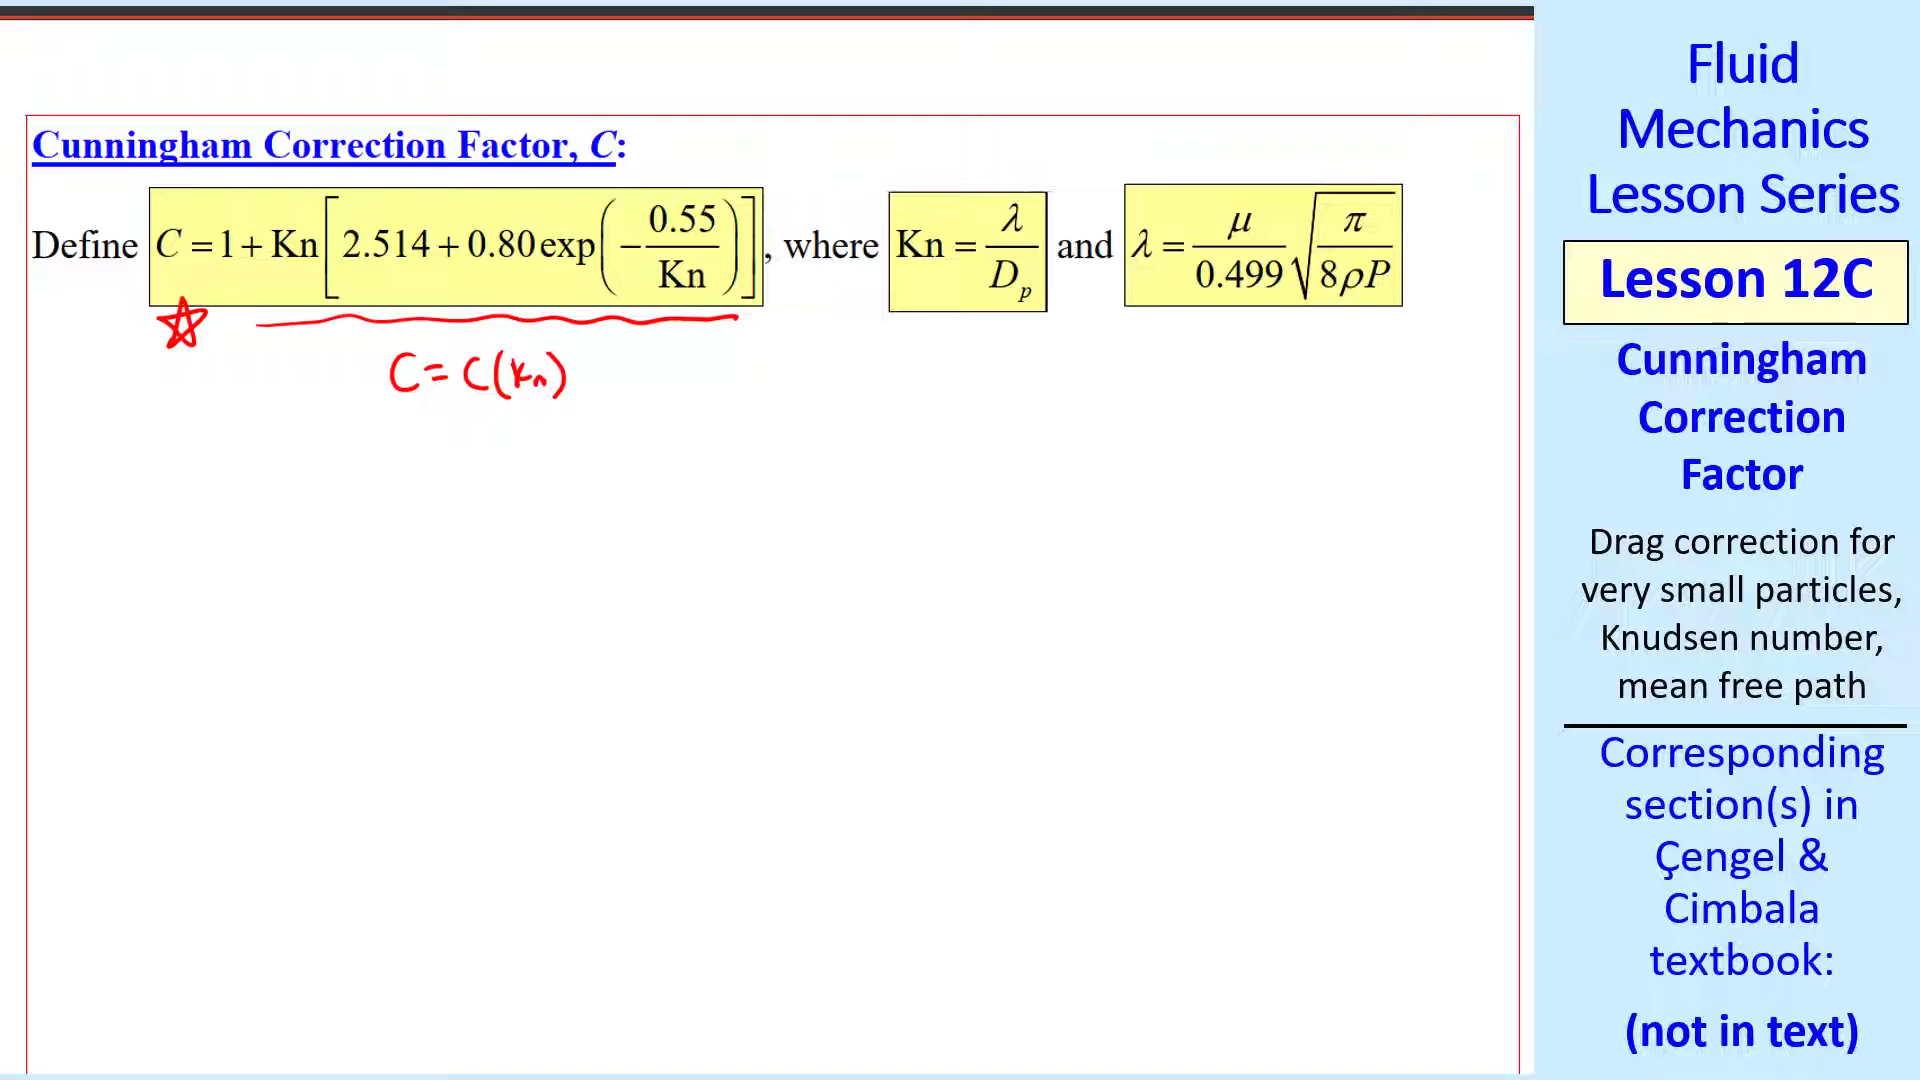 Cunningham Correction Factor, C:
Define C = 1 + Kn[2.514 + 0.80 exp(−0.55/Kn)], where Kn = λ/Dₚ and λ = μ/0.499 √(π/8ρP)
C = C(Kn)
Fluid
Mechanics
Lesson Series
Lesson 12C
Cunningham
Correction
Factor
Drag correction for
very small particles,
Knudsen number,
mean free path
Corresponding
section(s) in
Çengel &
Cimbala
textbook:
(not in text)